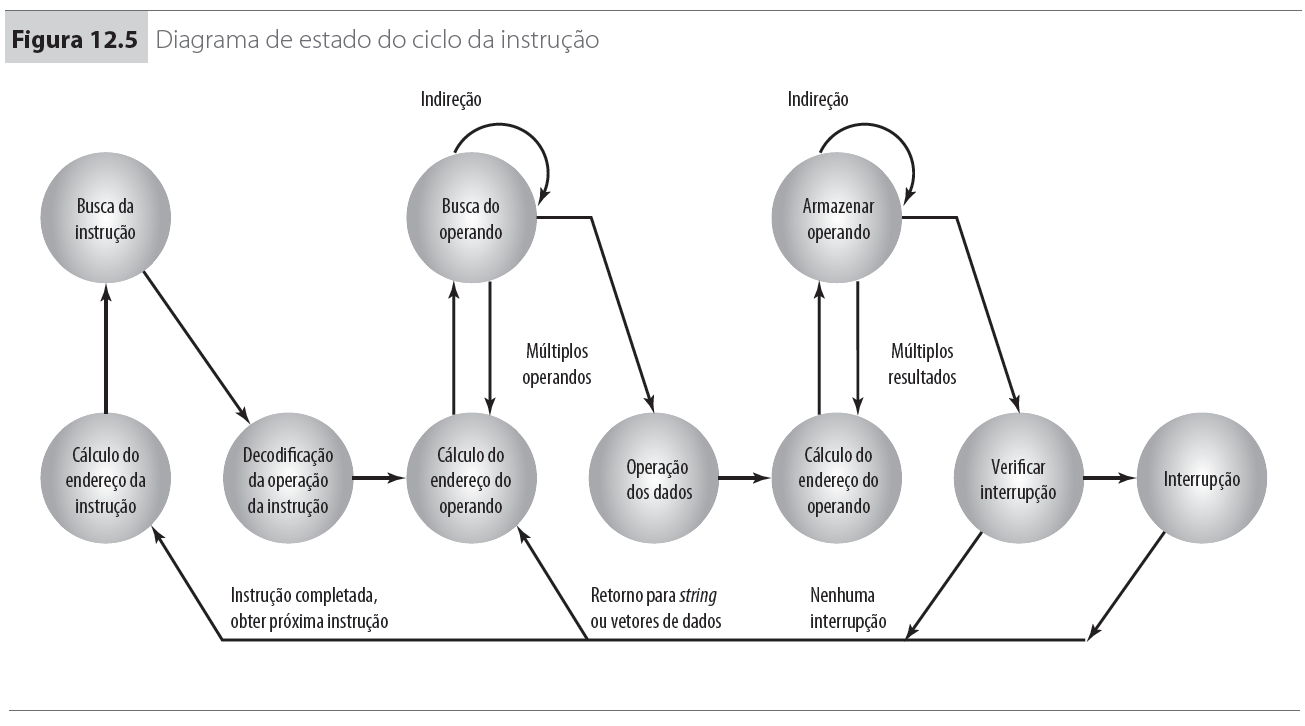 Figura 12.5 Diagrama de estado do ciclo da instrução
Indireção
Indireção
Busca da
instrução
Busca do
operando
Armazenar
operando
Múltiplos
operandos
Múltiplos
resultados
Cálculo do
endereço da
instrução
Decodificação
da operação
da instrução
Cálculo do
endereço do
operando
Operação
dos dados
Cálculo do
endereço do
operando
Verificar
interrupção
Interrupção
Instrução completada,
obter próxima instrução
Retorno para string
ou vetores de dados
Nenhuma
interrupção